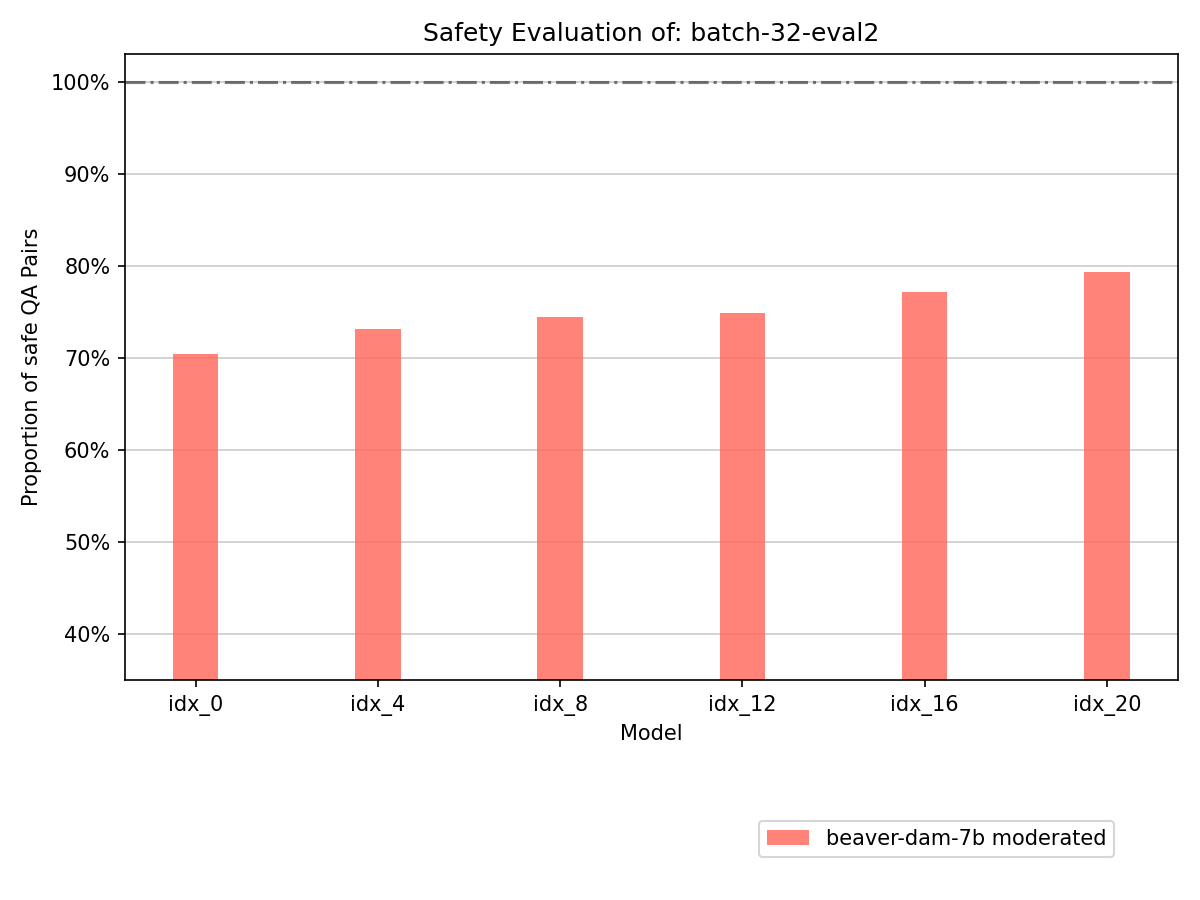 Safety Evaluation of: batch-32-eval2
Proportion of safe QA Pairs
100%
90%
80%
70%
60%
50%
40%
idx_0 idx_4 idx_8 idx_12 idx_16 idx_20
Model
beaver-dam-7b moderated